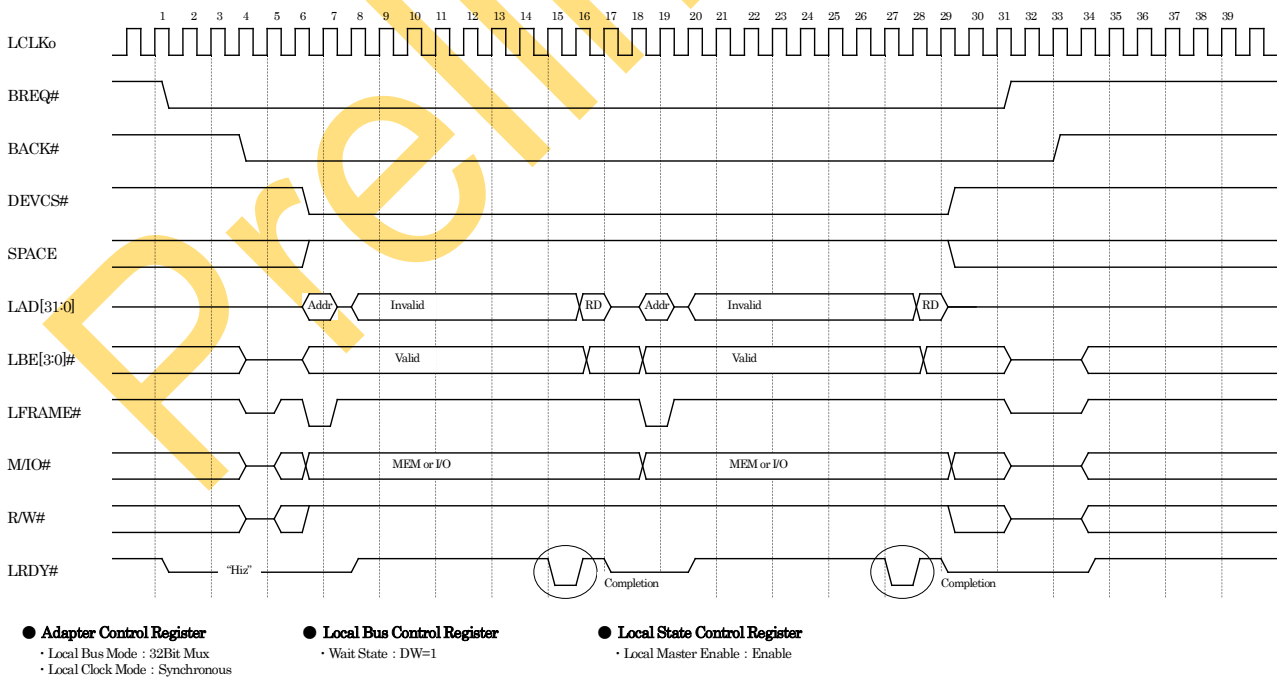 1 2 3 4 5 6 7 8 9 10 11 12 13 14 15 16 17 18 19 20 21 22 23 24 25 26 27 28 29 30 31 32 33 34 35 36 37 38 39
LCLKo
BREQ#
BACK#
DEVCS#
SPACE
LAD[31:0] Addr Invalid RD Addr Invalid RD
LBE[3:0]# Valid Valid
LFRAME#
M/IO# MEM or I/O MEM or I/O
R/W#
LRDY# "Hiz" Completion Completion
● Adapter Control Register
・Local Bus Mode : 32Bit Mux
・Local Clock Mode : Synchronous
● Local Bus Control Register
・Wait State : DW=1
● Local State Control Register
・Local Master Enable : Enable